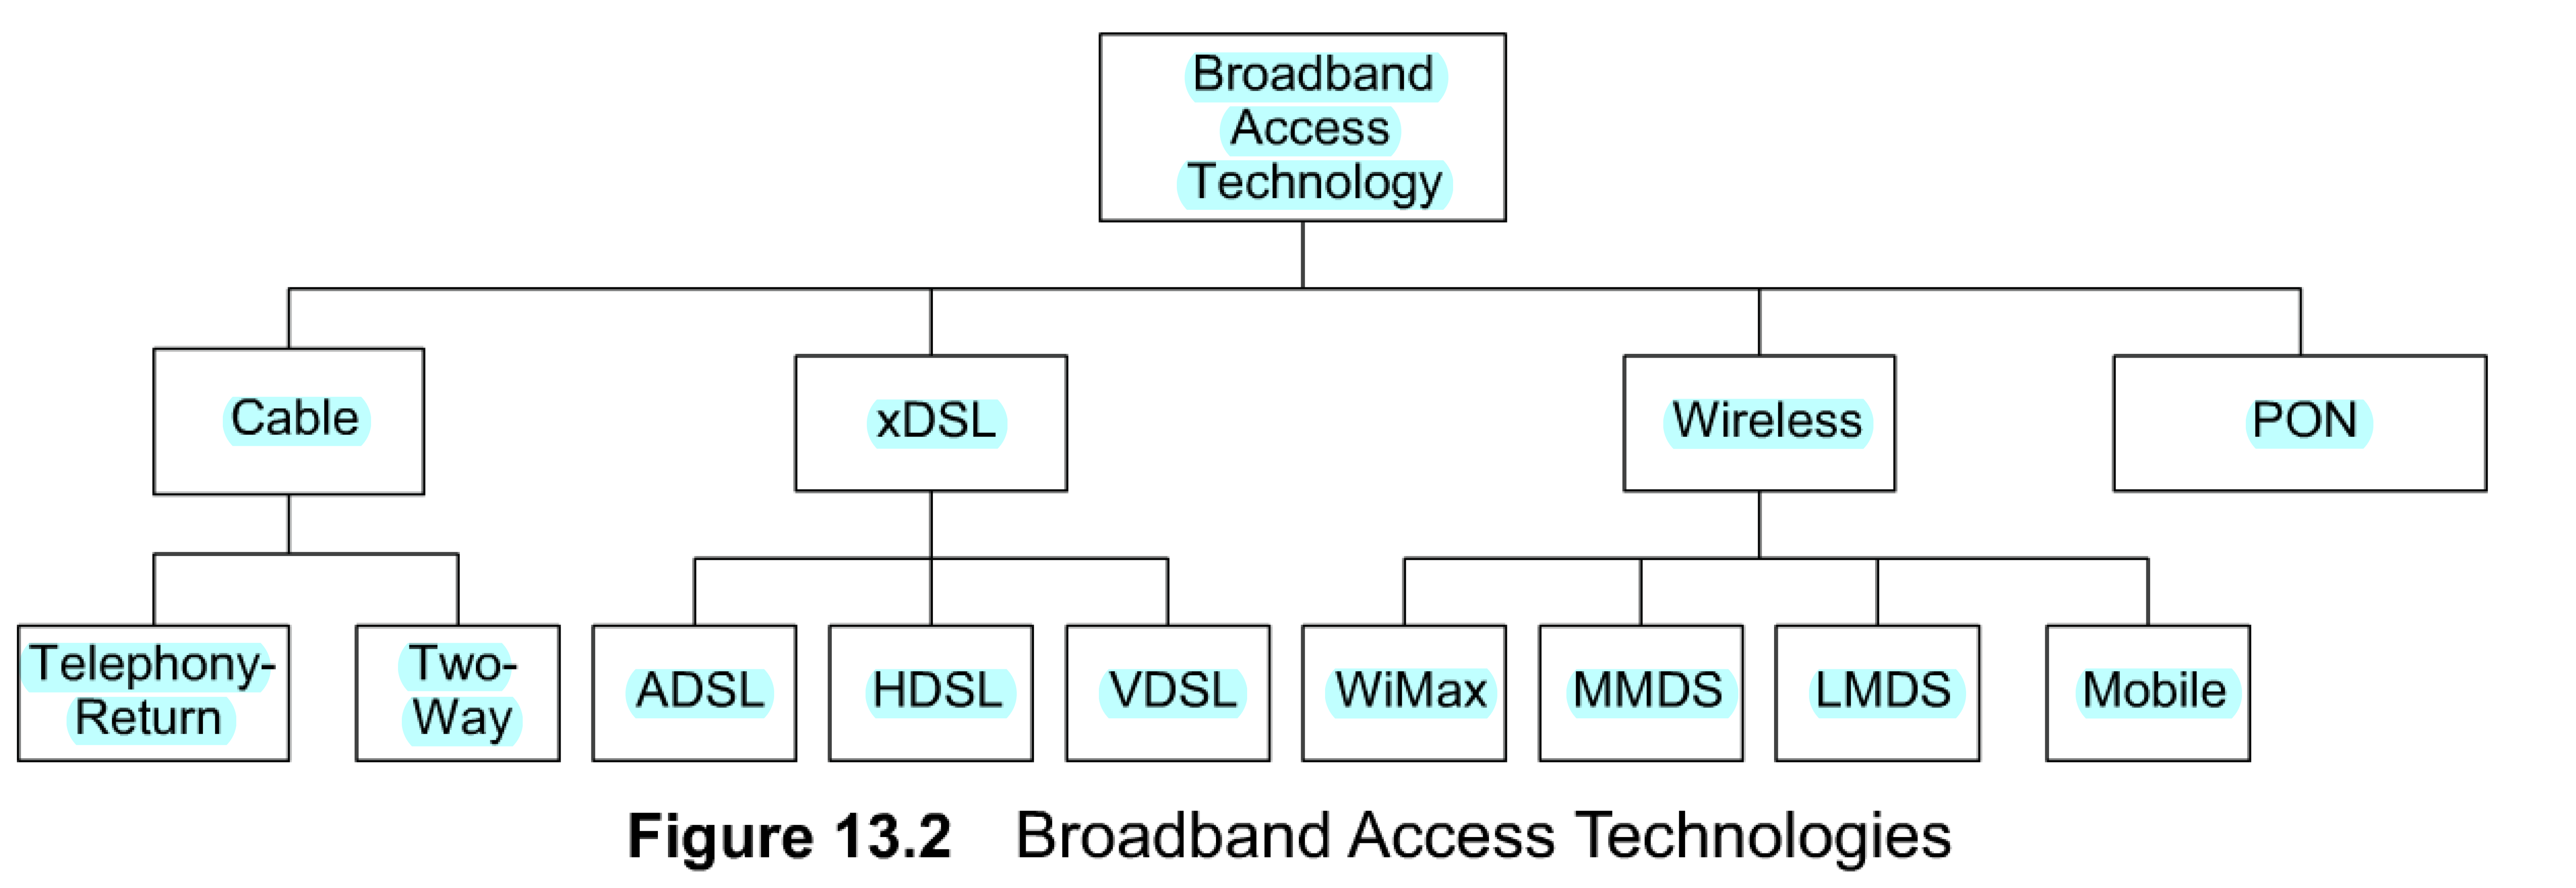 Broadband
Access
Technology
Cable
xDSL
Wireless
PON
Telephony-
Return
Two-
Way
ADSL
HDSL
VDSL
WiMax
MMDS
LMDS
Mobile
Figure 13.2 Broadband Access Technologies